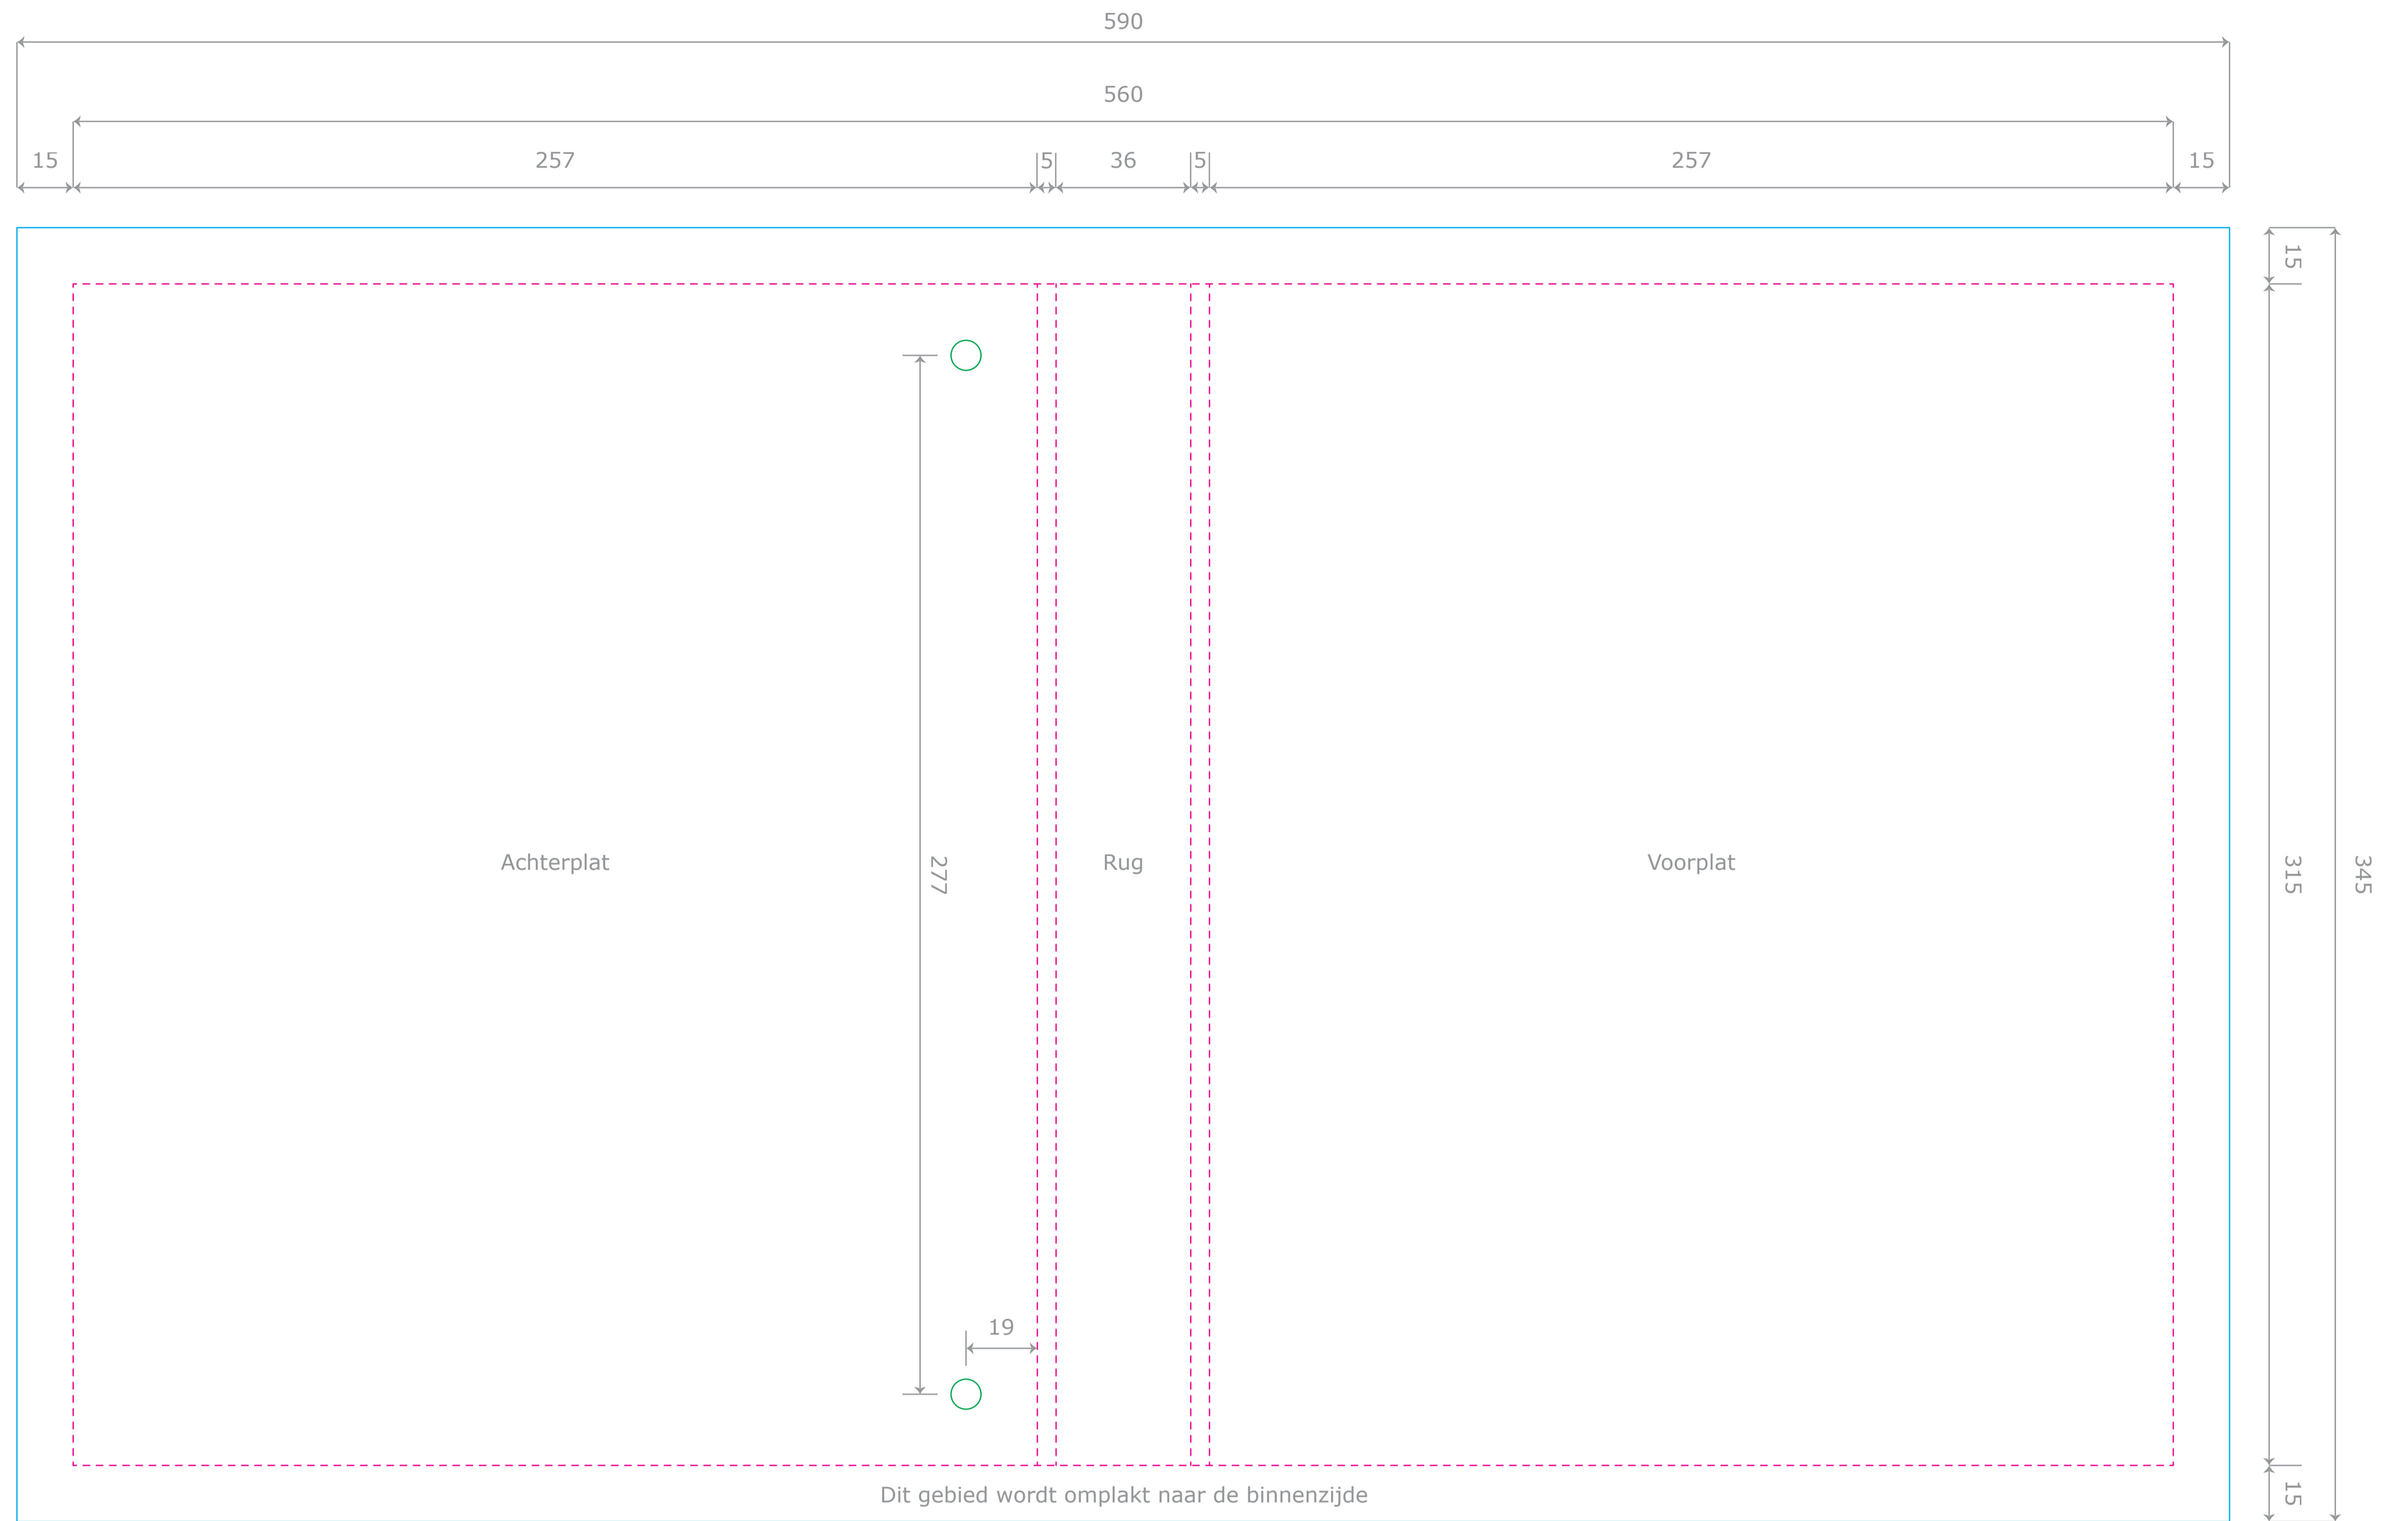 590
560
15 257 5 36 5 257 15
15
Achterplat 277 Rug Voorplat 315 345
19
Dit gebied wordt omplakt naar de binnenzijde
15